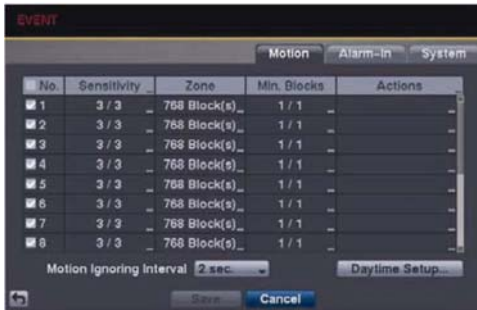 EVENT
Motion Alarm-In System
No. Sensitivity Zone Min. Blocks Actions
1 3 / 3 768 Block(s) 1 / 1
2 3 / 3 768 Block(s) 1 / 1
3 3 / 3 768 Block(s) 1 / 1
4 3 / 3 768 Block(s) 1 / 1
5 3 / 3 768 Block(s) 1 / 1
6 3 / 3 768 Block(s) 1 / 1
7 3 / 3 768 Block(s) 1 / 1
8 3 / 3 768 Block(s) 1 / 1
Motion Ignoring Interval 2 sec. Daytime Setup...
Save Cancel